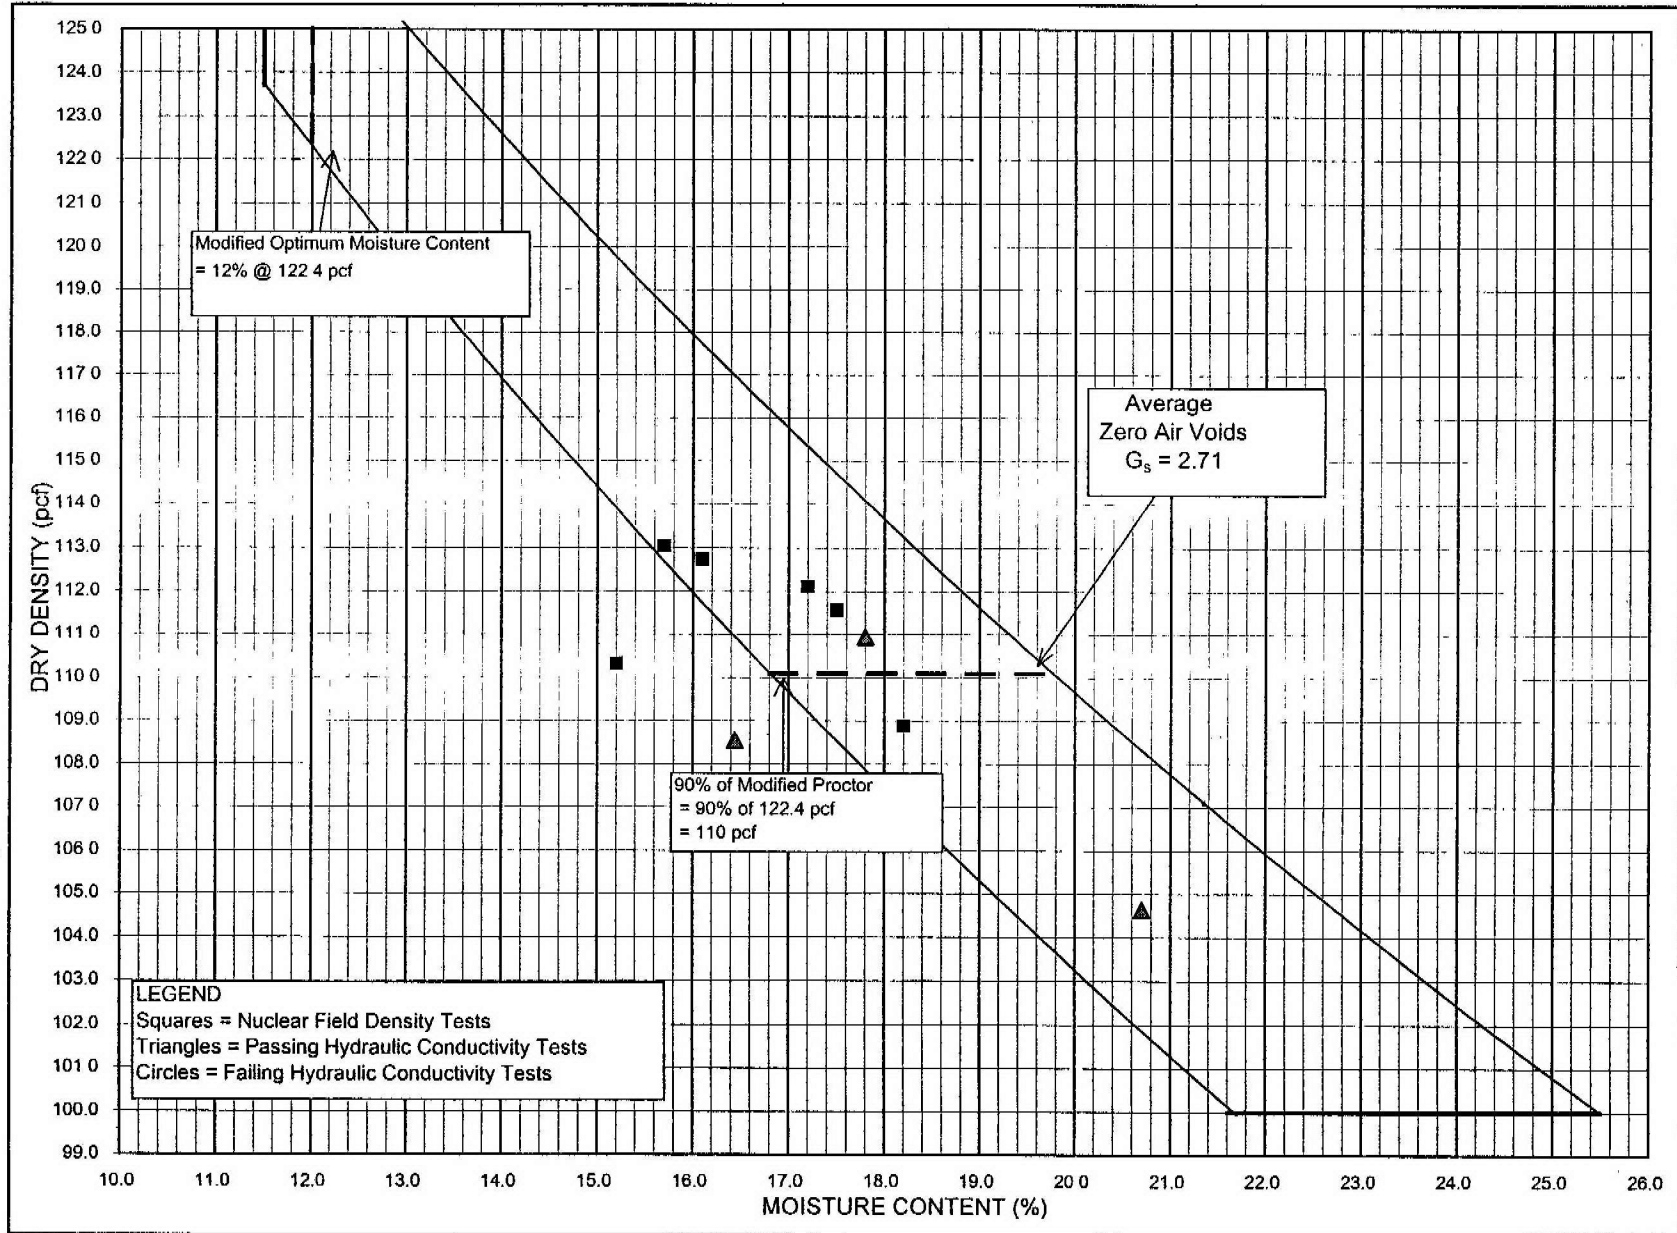 125 0
124.0
123.0
122 0
121 0
120 0
119.0
118.0
117.0
116 0
115 0
114 0
113.0
112.0
111 0
110 0
109.0
108.0
107.0
106 0
105.0
104 0
103.0
102.0
101 0
100.0
99.0
DRY DENSITY (pcf)
Modified Optimum Moisture Content
= 12% @ 122 4 pcf
Average
Zero Air Voids
Gₛ = 2.71
90% of Modified Proctor
= 90% of 122.4 pcf
= 110 pcf
LEGEND
Squares = Nuclear Field Density Tests
Triangles = Passing Hydraulic Conductivity Tests
Circles = Failing Hydraulic Conductivity Tests
10.0 11.0 12.0 13.0 14.0 15.0 16.0 17.0 18.0 19.0 20 0 21.0 22.0 23.0 24.0 25.0 26.0
MOISTURE CONTENT (%)